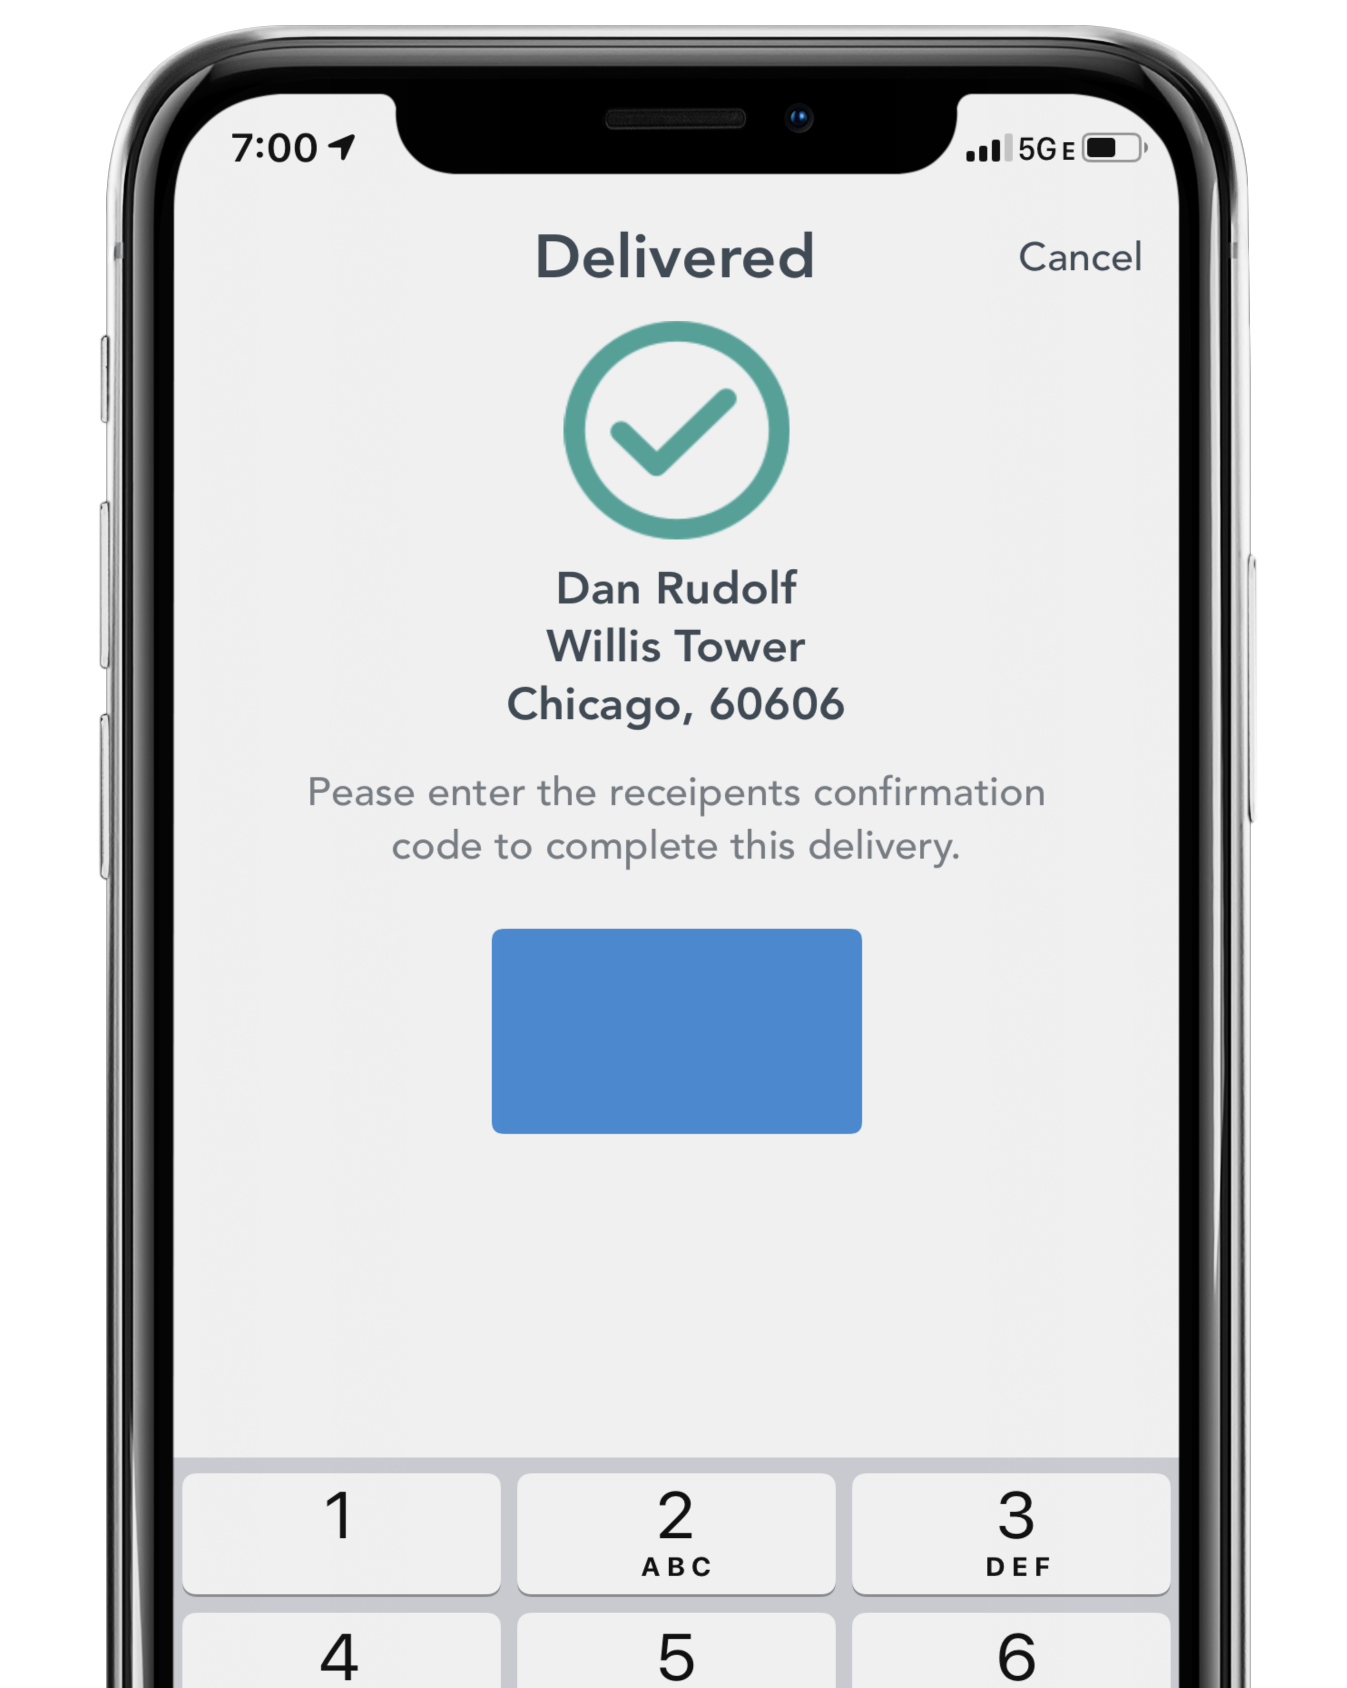 7:00 5G E
Delivered Cancel
Dan Rudolf
Willis Tower
Chicago, 60606
Pease enter the receipents confirmation
code to complete this delivery.
1 2 3
ABC DEF
4 5 6